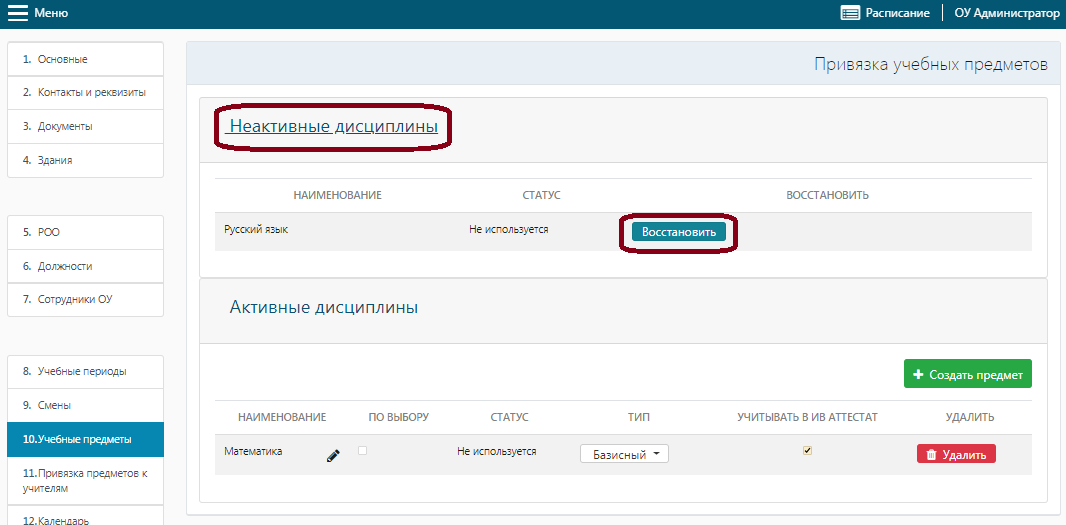 Меню
Расписание
ОУ Администратор
1. Основные
2. Контакты и реквизиты
3. Документы
4. Здания
5. РОО
6. Должности
7. Сотрудники ОУ
8. Учебные периоды
9. Смены
10.Учебные предметы
11.Привязка предметов к
учителям
12.Календарь
Привязка учебных предметов
Неактивные дисциплины
НАИМЕНОВАНИЕ СТАТУС ВОССТАНОВИТЬ
Русский язык Не используется Восстановить
Активные дисциплины
Создать предмет
НАИМЕНОВАНИЕ ПО ВЫБОРУ СТАТУС ТИП УЧИТЫВАТЬ В ИВ АТТЕСТАТ УДАЛИТЬ
Математика Не используется Базисный Удалить